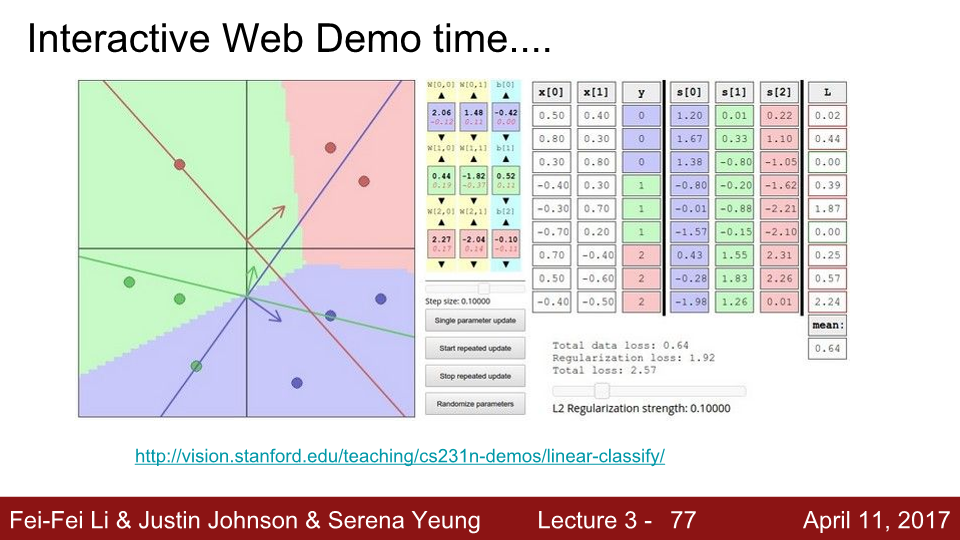 Interactive Web Demo time....
W[0,0] W[0,1] b[0]
2.06 1.48 -0.42
-0.12 0.11 0.00
W[1,0] W[1,1] b[1]
0.44 -1.82 0.52
0.19 -0.37 0.11
W[2,0] W[2,1] b[2]
2.27 -2.04 -0.10
0.17 0.14 -0.11
Step size: 0.10000
Single parameter update
Start repeated update
Stop repeated update
Randomize parameters
x[0] x[1] y s[0] s[1] s[2] L
0.50 0.40 0 1.20 0.01 0.22 0.02
0.80 0.30 0 1.67 0.33 1.10 0.44
0.30 0.80 0 1.38 -0.80 -1.05 0.00
-0.40 0.30 1 -0.80 -0.20 -1.62 0.39
-0.30 0.70 1 -0.01 -0.88 -2.21 1.87
-0.70 0.20 1 -1.57 -0.15 -2.10 0.00
0.70 -0.40 2 0.43 1.55 2.31 0.25
0.50 -0.60 2 -0.28 1.83 2.26 0.57
-0.40 -0.50 2 -1.98 1.26 0.01 2.24
mean:
0.64
Total data loss: 0.64
Regularization loss: 1.92
Total loss: 2.57
L2 Regularization strength: 0.10000
http://vision.stanford.edu/teaching/cs231n-demos/linear-classify/
Fei-Fei Li & Justin Johnson & Serena Yeung Lecture 3 - 77 April 11, 2017